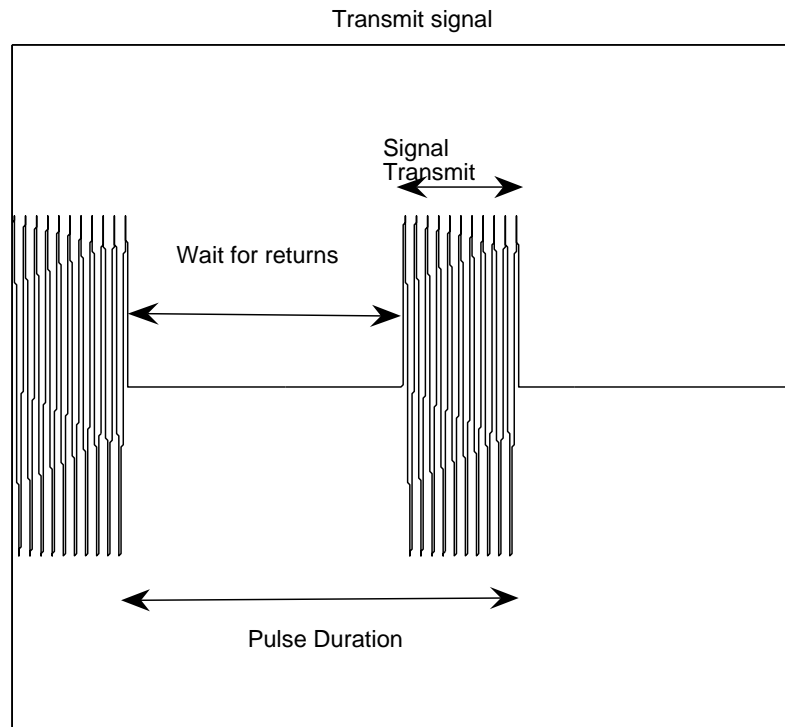 Transmit signal
Signal
Transmit
Wait for returns
Pulse Duration